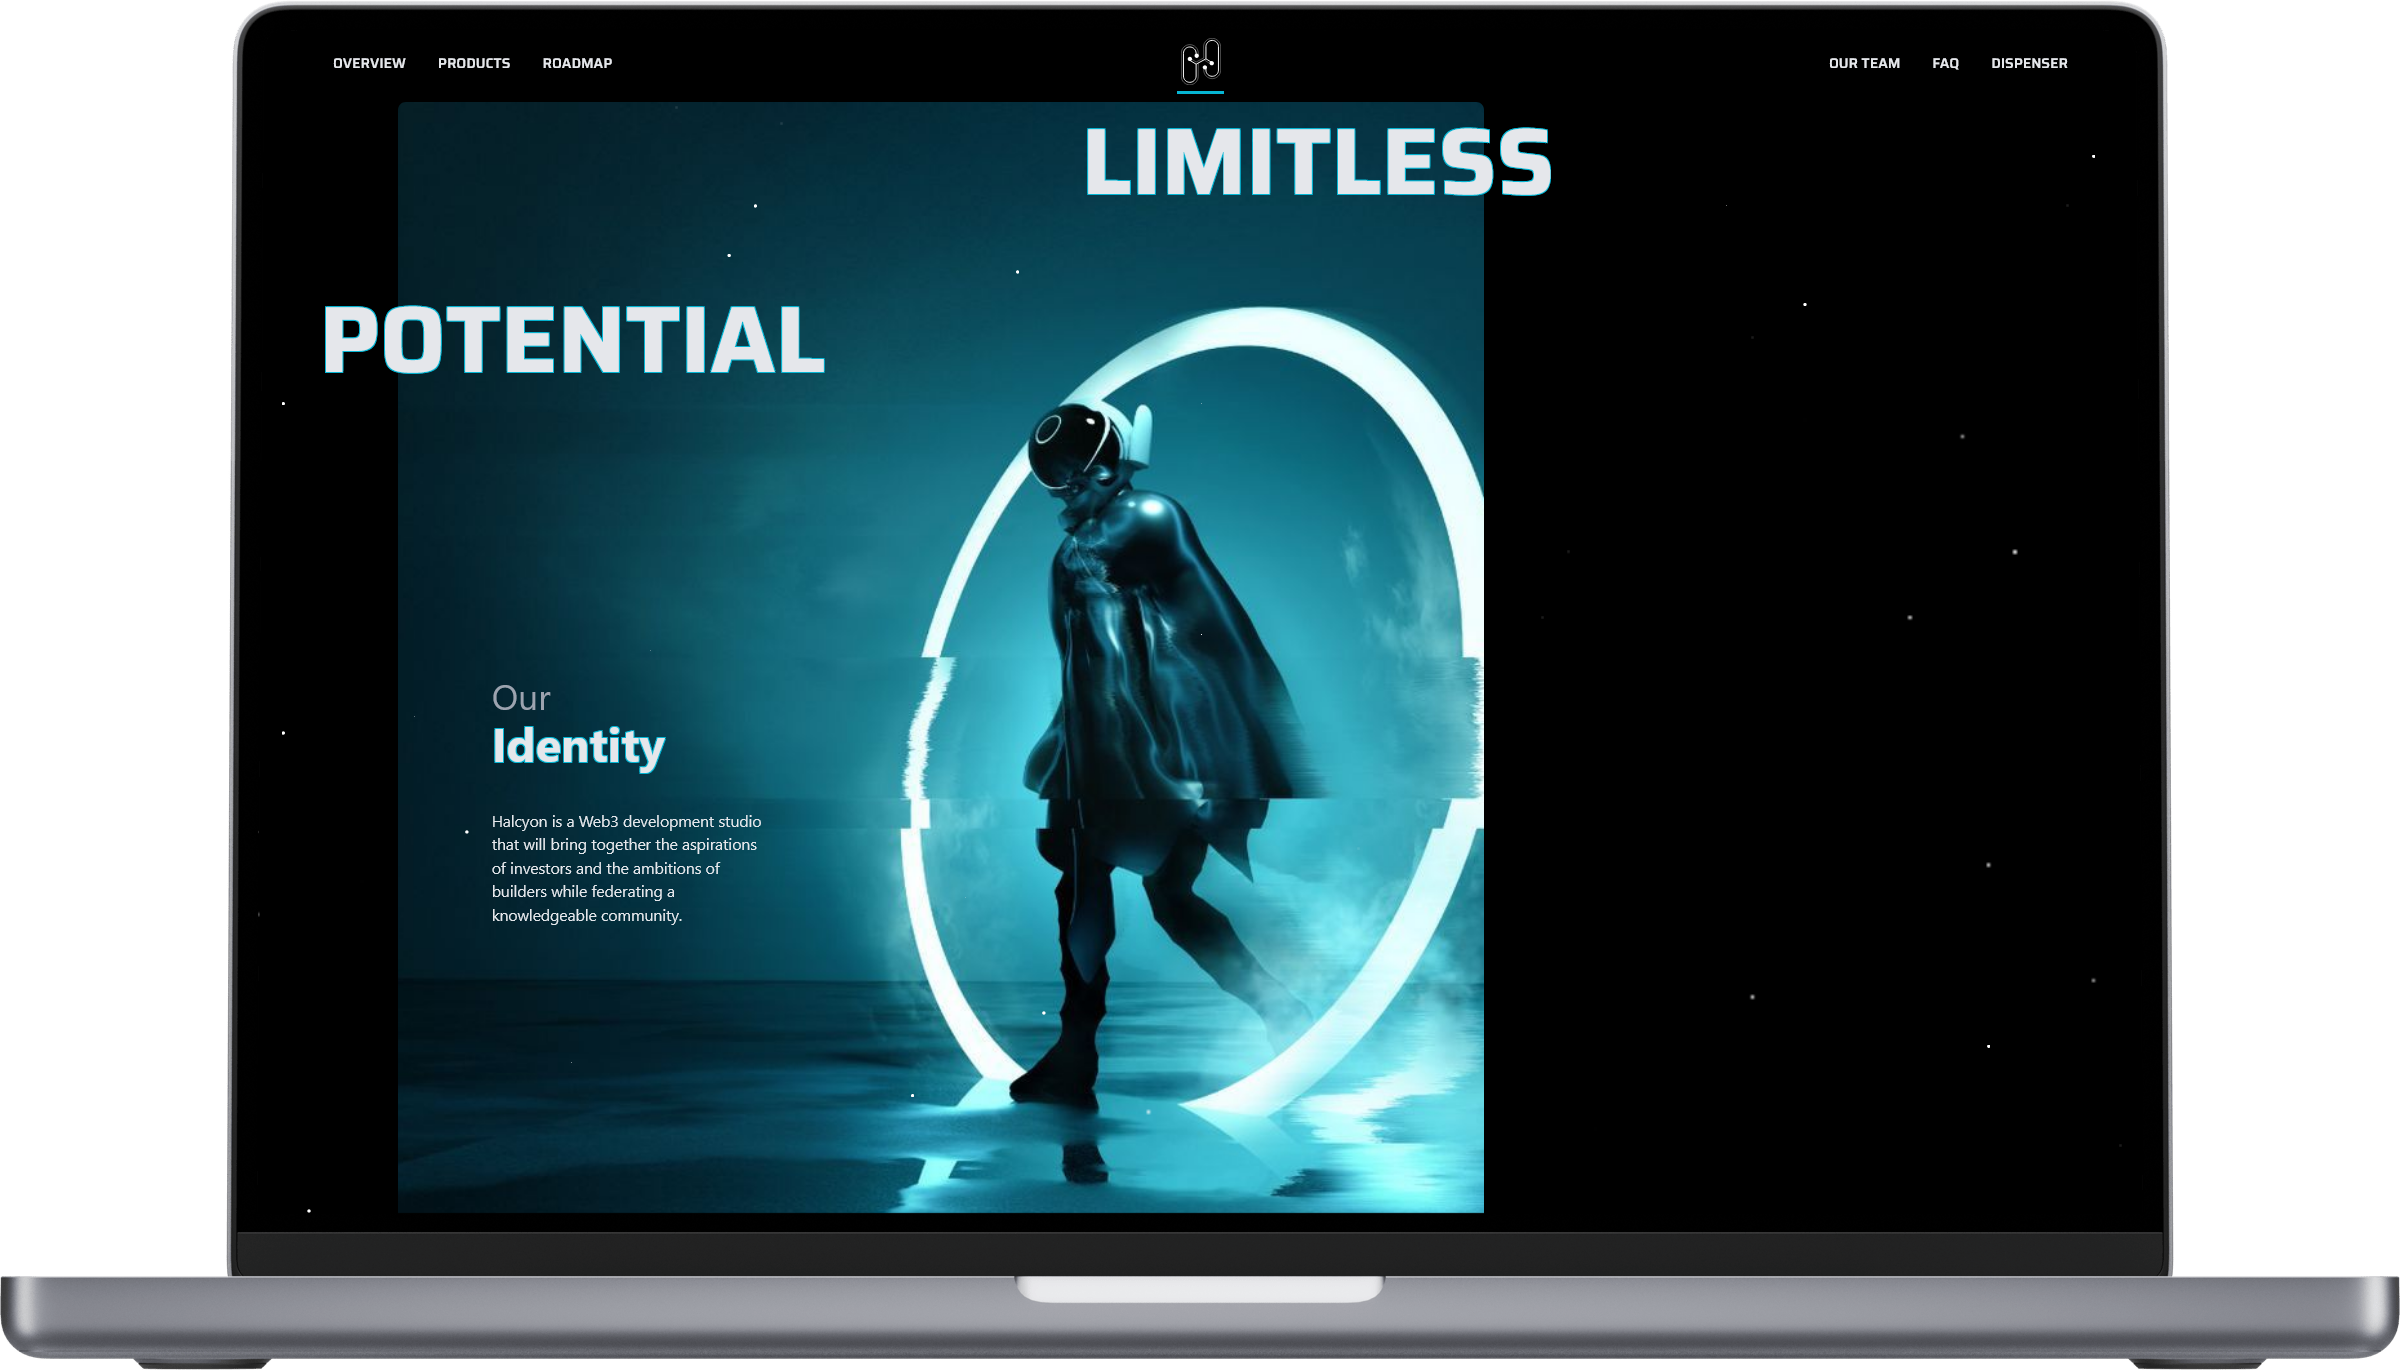 OVERVIEW PRODUCTS ROADMAP OUR TEAM FAQ DISPENSER
LIMITLESS
POTENTIAL
Our
Identity
Halcyon is a Web3 development studio
that will bring together the aspirations
of investors and the ambitions of
builders while federating a
knowledgeable community.